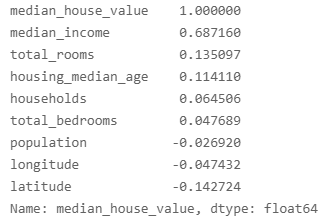 median_house_value    1.000000
median_income         0.687160
total_rooms           0.135097
housing_median_age    0.114110
households            0.064506
total_bedrooms        0.047689
population           -0.026920
longitude            -0.047432
latitude             -0.142724
Name: median_house_value, dtype: float64